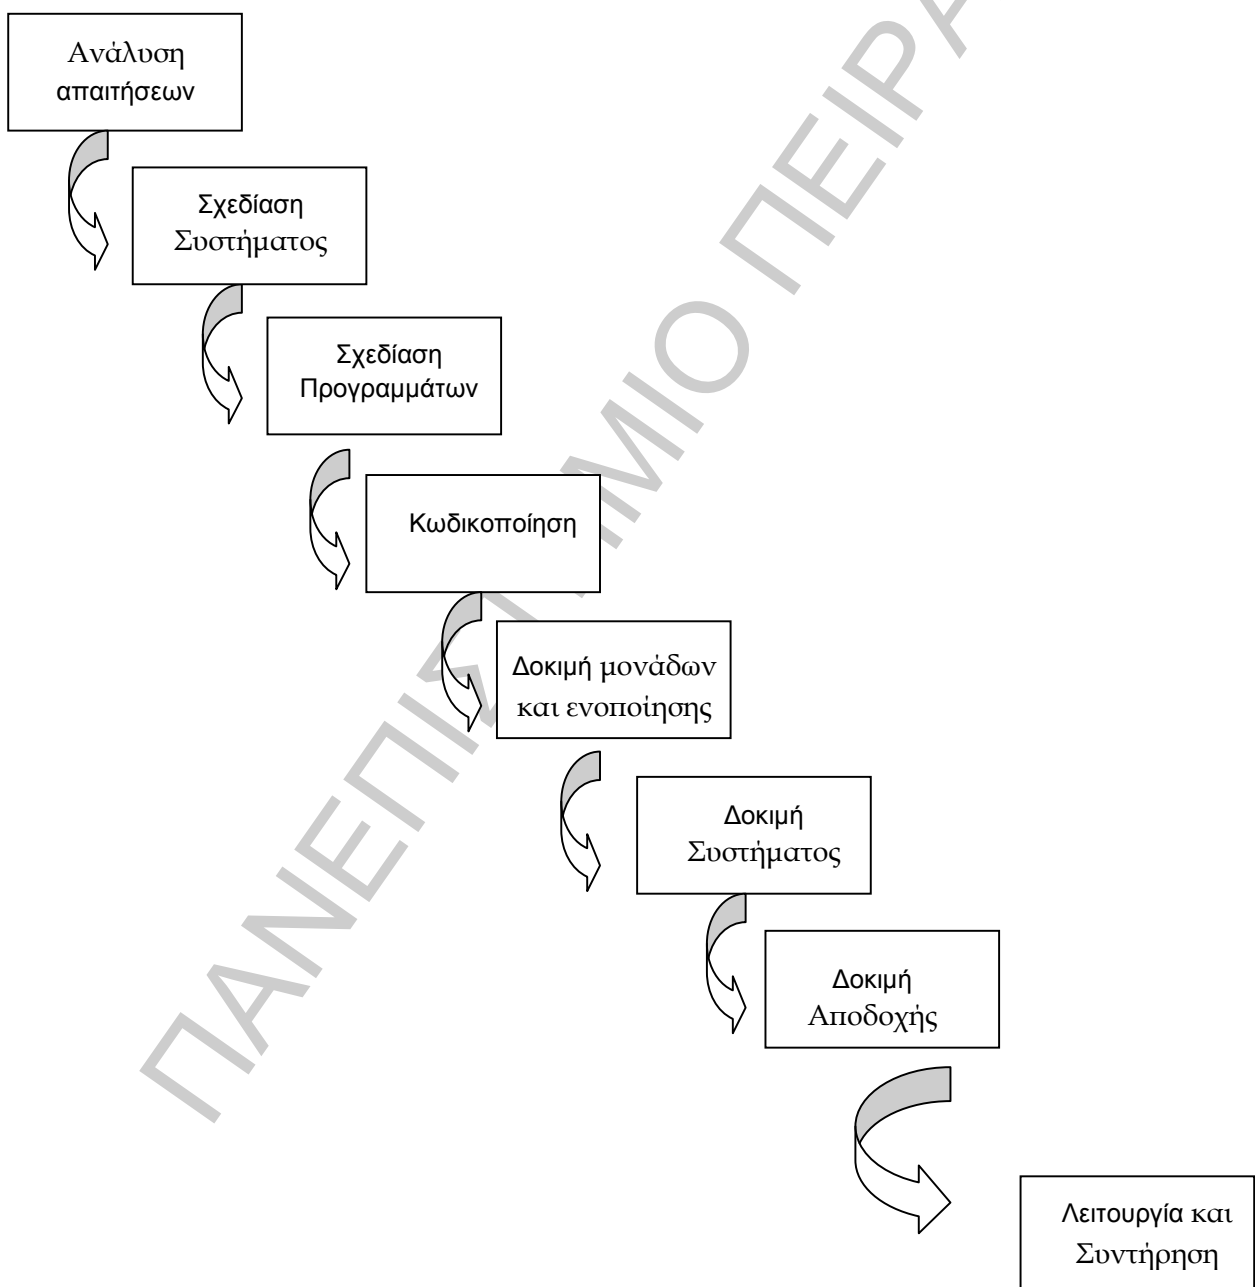 Ανάλυση
απαιτήσεων
Σχεδίαση
Συστήματος
Σχεδίαση
Προγραμμάτων
Κωδικοποίηση
Δοκιμή μονάδων
και ενοποίησης
Δοκιμή
Συστήματος
Δοκιμή
Αποδοχής
Λειτουργία και
Συντήρηση